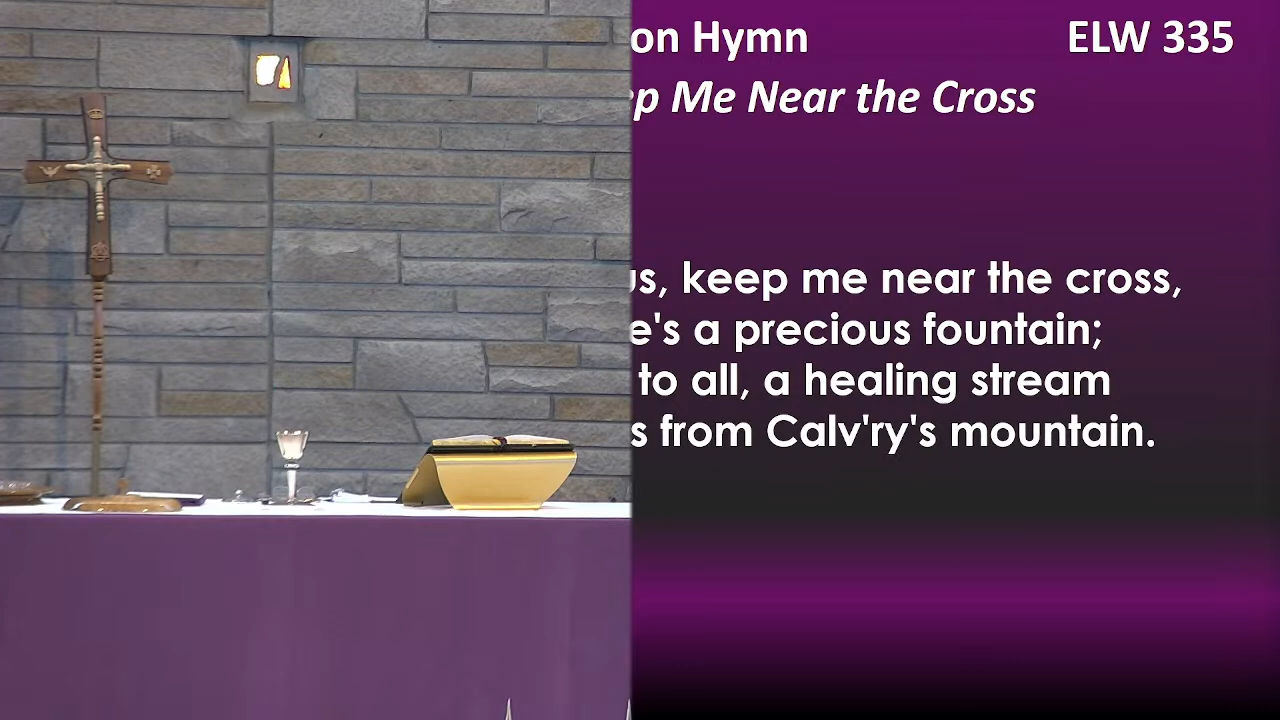 on Hymn ELW 335
p Me Near the Cross
us, keep me near the cross,
e's a precious fountain;
to all, a healing stream
s from Calv'ry's mountain.